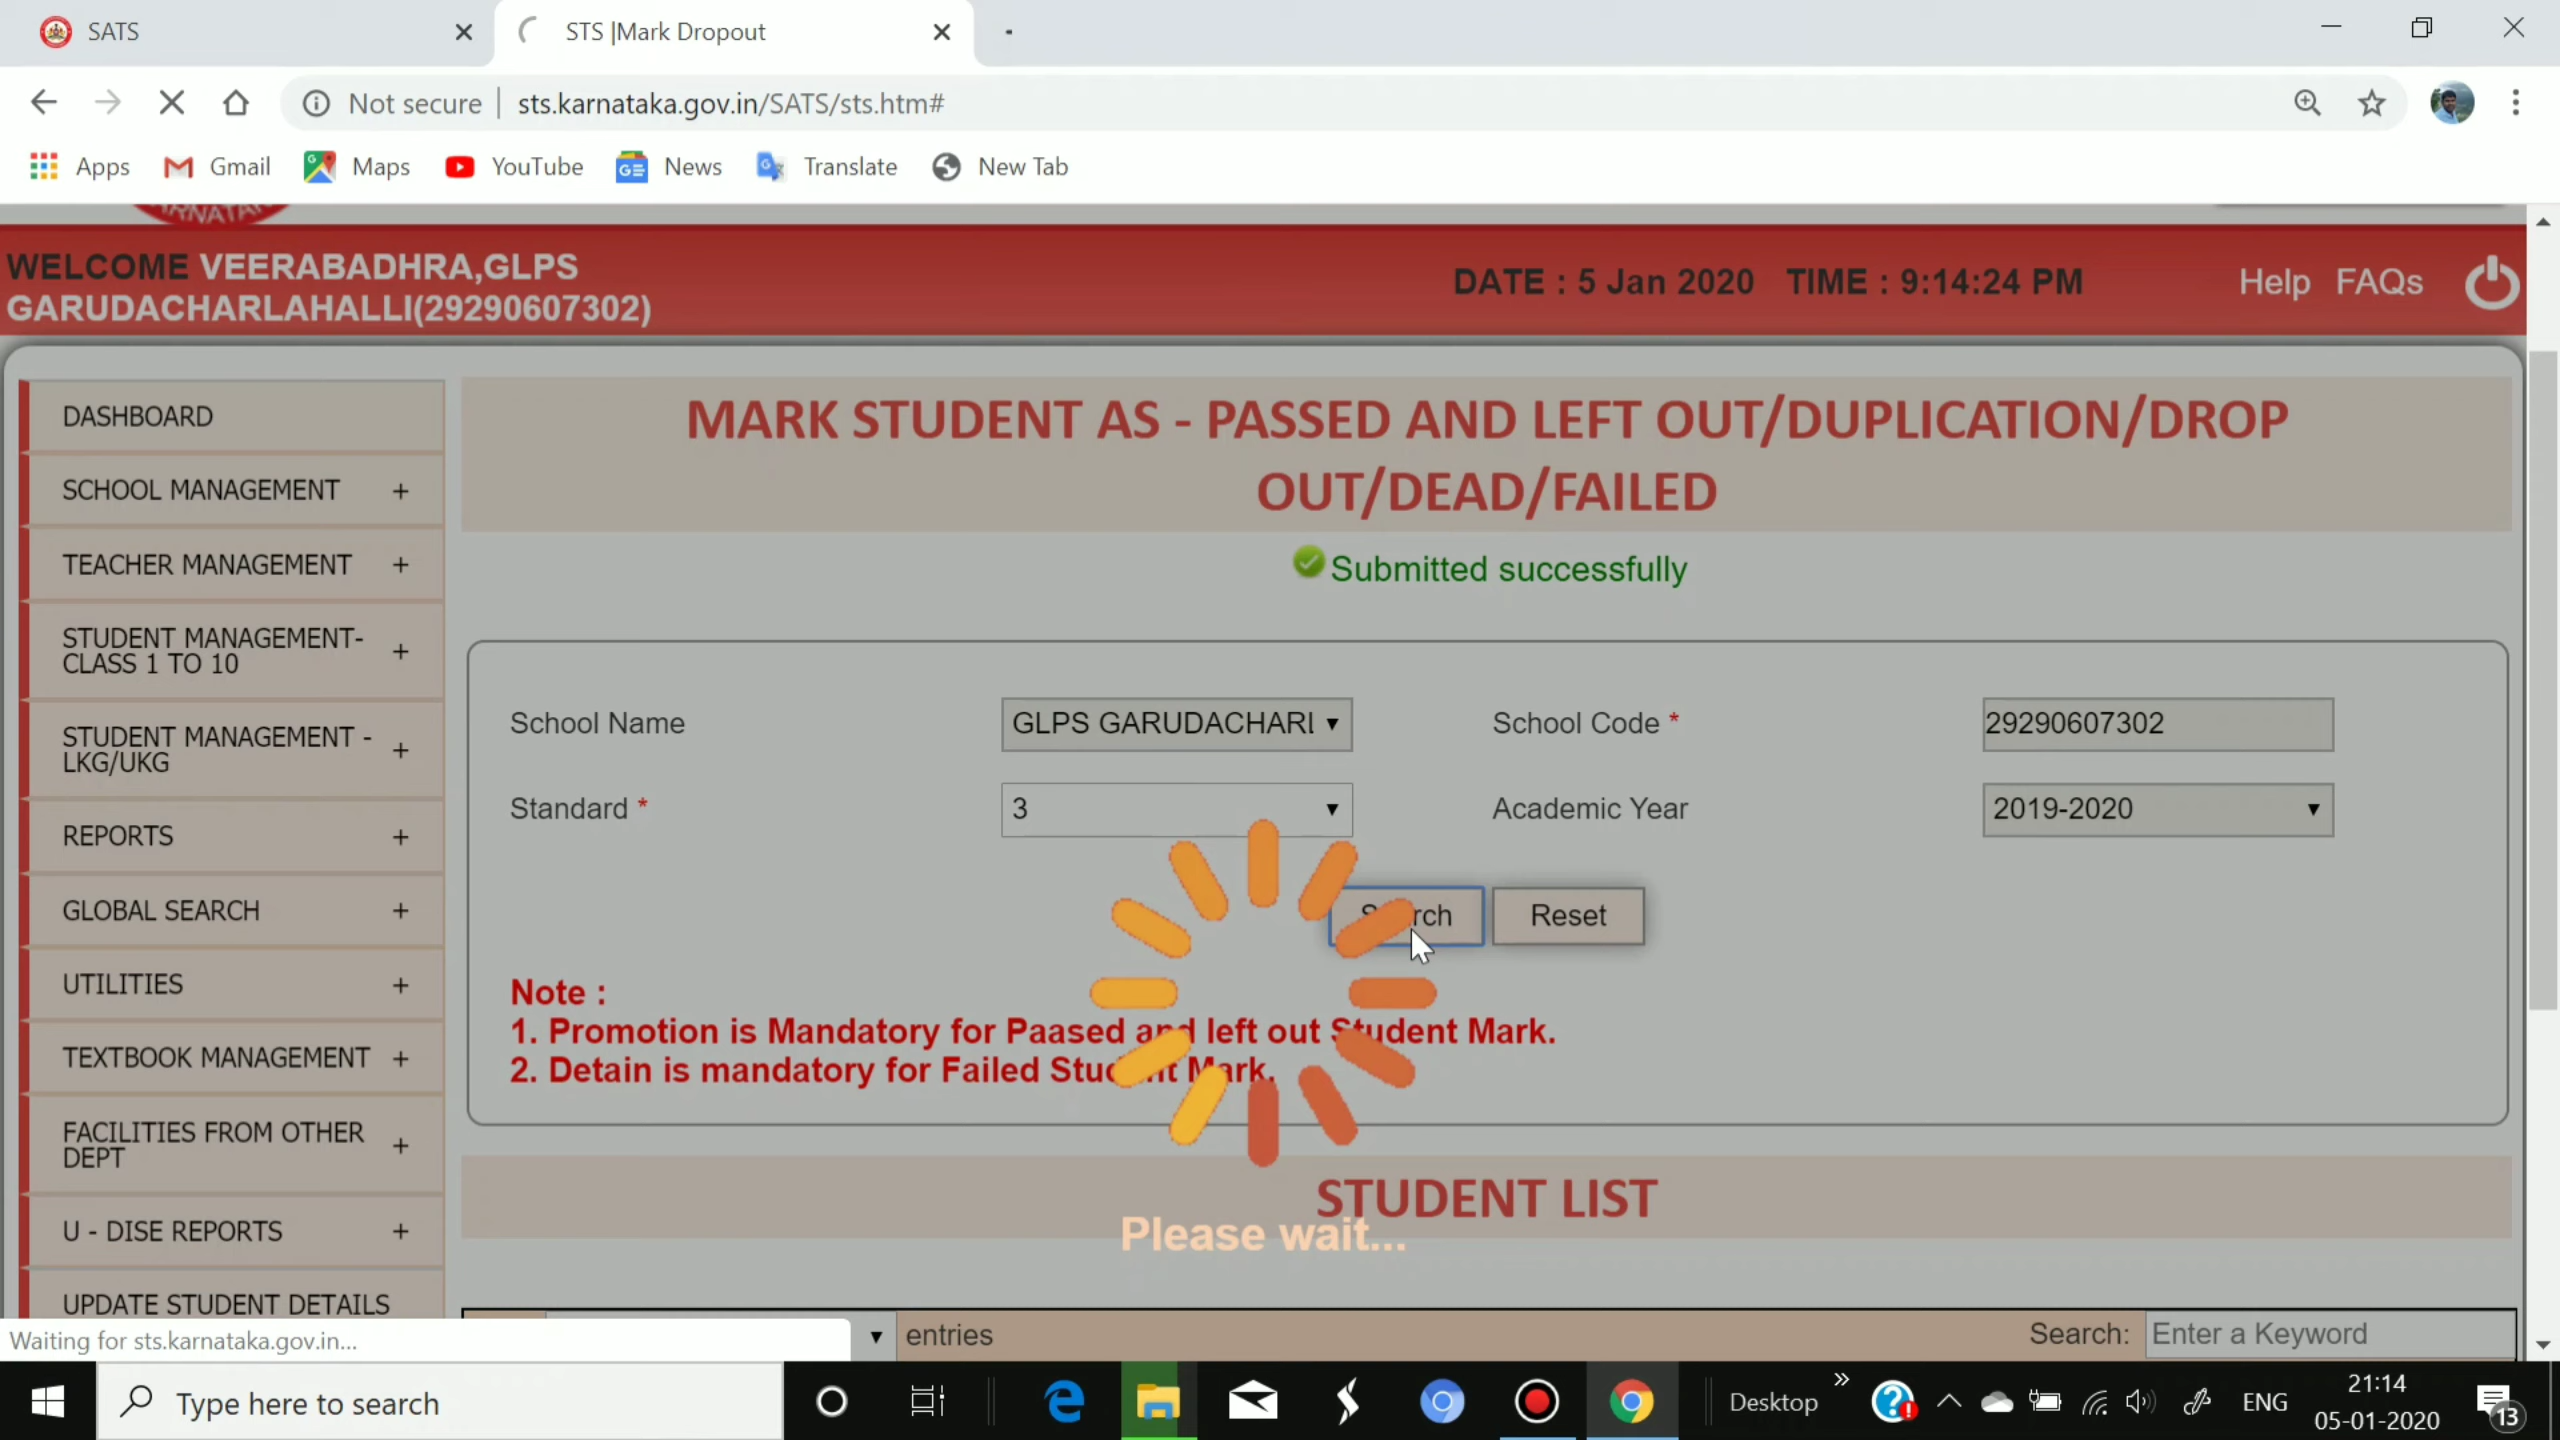 SATS
STS |Mark Dropout
Not secure
sts.karnataka.gov.in/SATS/sts.htm#
Apps
Gmail
Maps
YouTube
News
Translate
New Tab
WELCOME VEERABADHRA,GLPS
GARUDACHARLAHALLI(29290607302)
DATE : 5 Jan 2020 TIME : 9:14:24 PM
Help
FAQs
DASHBOARD
SCHOOL MANAGEMENT +
TEACHER MANAGEMENT +
STUDENT MANAGEMENT-
CLASS 1 TO 10 +
STUDENT MANAGEMENT -
LKG/UKG +
REPORTS +
GLOBAL SEARCH +
UTILITIES +
TEXTBOOK MANAGEMENT +
FACILITIES FROM OTHER
DEPT +
U - DISE REPORTS +
UPDATE STUDENT DETAILS
MARK STUDENT AS - PASSED AND LEFT OUT/DUPLICATION/DROP
OUT/DEAD/FAILED
Submitted successfully
School Name
GLPS GARUDACHARL
School Code *
29290607302
Standard *
3
Academic Year
2019-2020
Search
Reset
Note :
1. Promotion is Mandatory for Paased and left out Student Mark.
2. Detain is mandatory for Failed Student Mark.
STUDENT LIST
Please wait...
entries
Search:
Enter a Keyword
Waiting for sts.karnataka.gov.in...
Type here to search
Desktop
ENG
21:14
05-01-2020
13